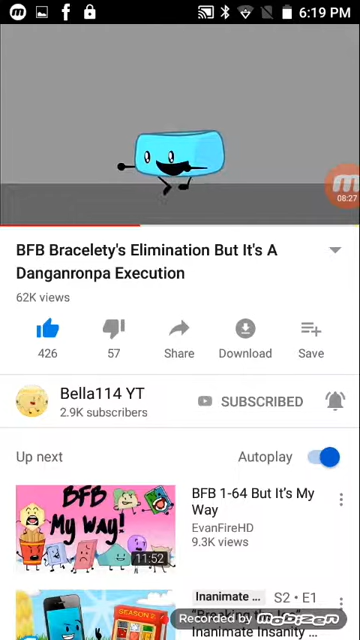 6:19 PM
08:27
BFB Bracelety's Elimination But It's A
Danganronpa Execution
62K views
426
57
Share
Download
Save
Bella114 YT
2.9K subscribers
SUBSCRIBED
Up next
Autoplay
BFB
My Way!
11:52
BFB 1-64 But It's My
Way
EvanFireHD
9.3K views
SEASON 2
Inanimate ...
S2 • E1
Inanimate Insanity
Recorded by mobizen